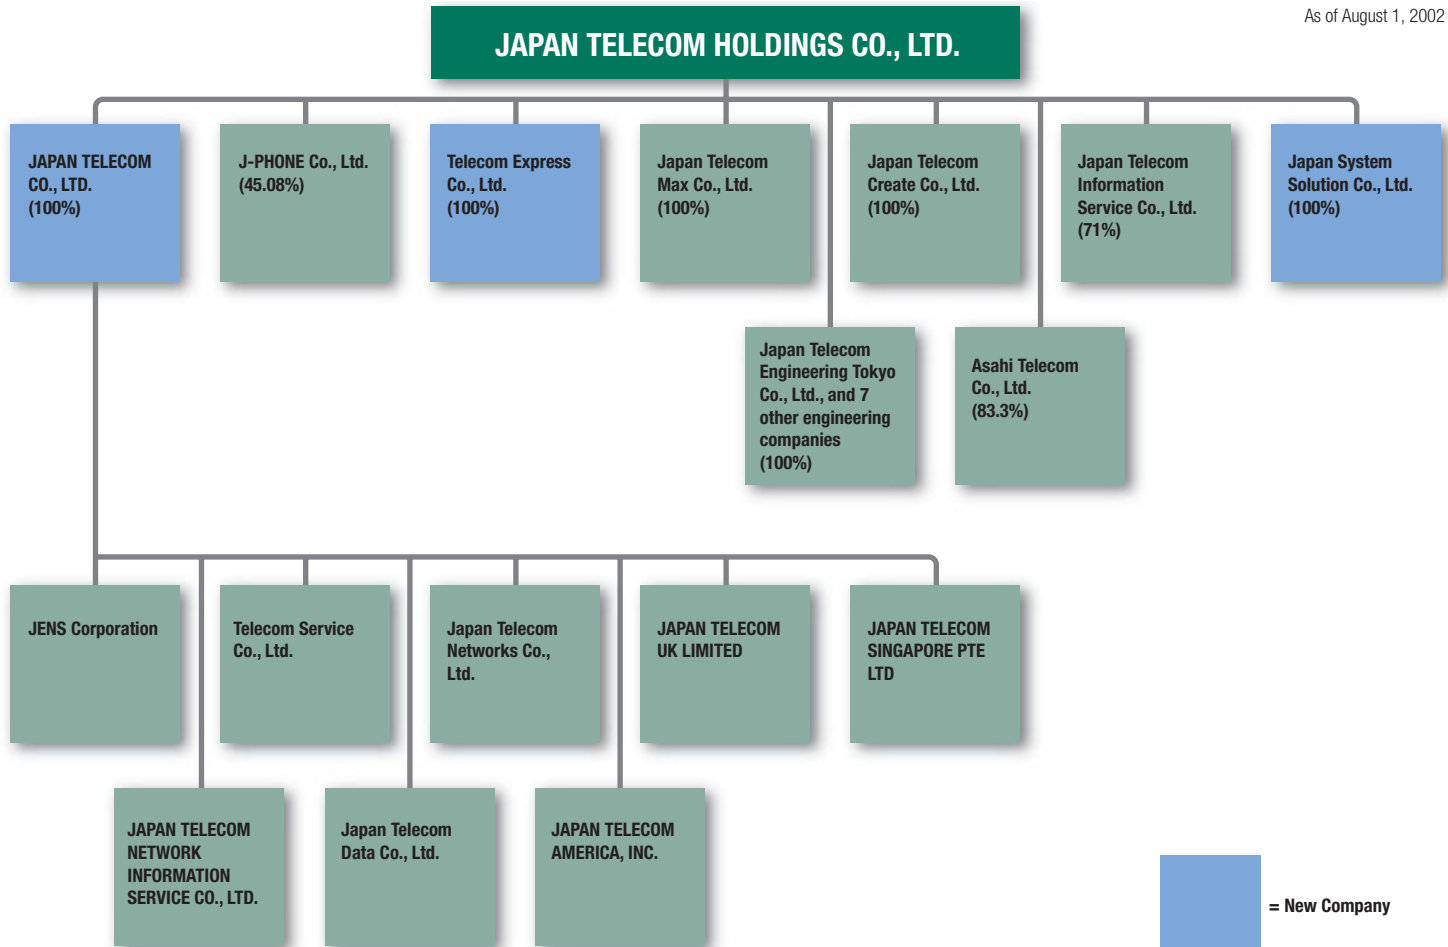 As of August 1, 2002
JAPAN TELECOM HOLDINGS CO., LTD.
JAPAN TELECOM
CO., LTD.
(100%)
J-PHONE Co., Ltd.
(45.08%)
Telecom Express
Co., Ltd.
(100%)
Japan Telecom
Max Co., Ltd.
(100%)
Japan Telecom
Create Co., Ltd.
(100%)
Japan Telecom
Information
Service Co., Ltd.
(71%)
Japan System
Solution Co., Ltd.
(100%)
Japan Telecom
Engineering Tokyo
Co., Ltd., and 7
other engineering
companies
(100%)
Asahi Telecom
Co., Ltd.
(83.3%)
JENS Corporation
Telecom Service
Co., Ltd.
Japan Telecom
Networks Co.,
Ltd.
JAPAN TELECOM
UK LIMITED
JAPAN TELECOM
SINGAPORE PTE
LTD
JAPAN TELECOM
NETWORK
INFORMATION
SERVICE CO., LTD.
Japan Telecom
Data Co., Ltd.
JAPAN TELECOM
AMERICA, INC.
= New Company